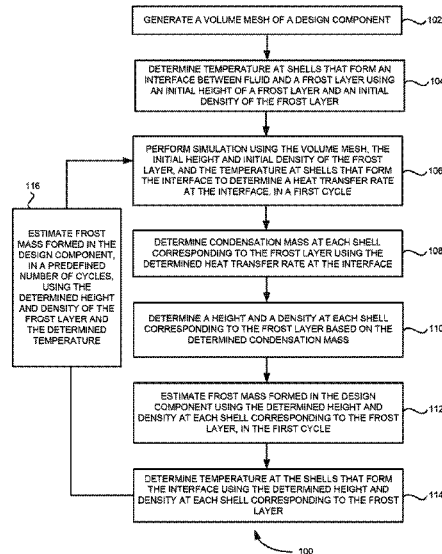 GENERATE A VOLUME MESH OF A DESIGN COMPONENT
102
DETERMINE TEMPERATURE AT SHELLS THAT FORM AN
INTERFACE BETWEEN FLUID AND A FROST LAYER USING
AN INITIAL HEIGHT OF A FROST LAYER AND AN INITIAL
DENSITY OF THE FROST LAYER
104
PERFORM SIMULATION USING THE VOLUME MESH, THE
INITIAL HEIGHT AND INITIAL DENSITY OF THE FROST
LAYER, AND THE TEMPERATURE AT SHELLS THAT FORM
THE INTERFACE TO DETERMINE A HEAT TRANSFER RATE
AT THE INTERFACE, IN A FIRST CYCLE
106
116
ESTIMATE FROST
MASS FORMED IN THE
DESIGN COMPONENT,
IN A PREDEFINED
NUMBER OF CYCLES,
USING THE
DETERMINED HEIGHT
AND DENSITY OF THE
FROST LAYER AND
THE DETERMINED
TEMPERATURE
DETERMINE CONDENSATION MASS AT EACH SHELL
CORRESPONDING TO THE FROST LAYER USING THE
DETERMINED HEAT TRANSFER RATE AT THE INTERFACE
108
DETERMINE A HEIGHT AND A DENSITY AT EACH SHELL
CORRESPONDING TO THE FROST LAYER BASED ON THE
DETERMINED CONDENSATION MASS
110
ESTIMATE FROST MASS FORMED IN THE DESIGN
COMPONENT USING THE DETERMINED HEIGHT AND
DENSITY AT EACH SHELL CORRESPONDING TO THE FROST
LAYER, IN THE FIRST CYCLE
112
DETERMINE TEMPERATURE AT THE SHELLS THAT FORM
THE INTERFACE USING THE DETERMINED HEIGHT AND
DENSITY AT EACH SHELL CORRESPONDING TO THE FROST
LAYER
114
100